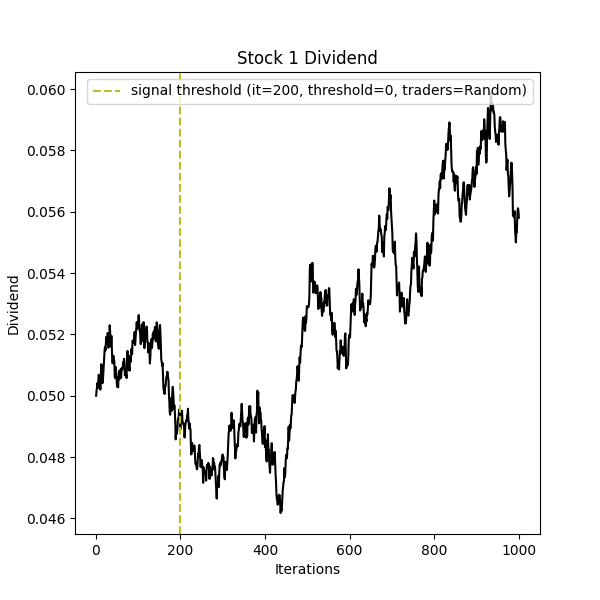 Stock 1 Dividend
signal threshold (it=200, threshold=0, traders=Random)
0.060
0.058
0.056
0.054
0.052
0.050
0.048
0.046
Dividend
0 200 400 600 800 1000
Iterations